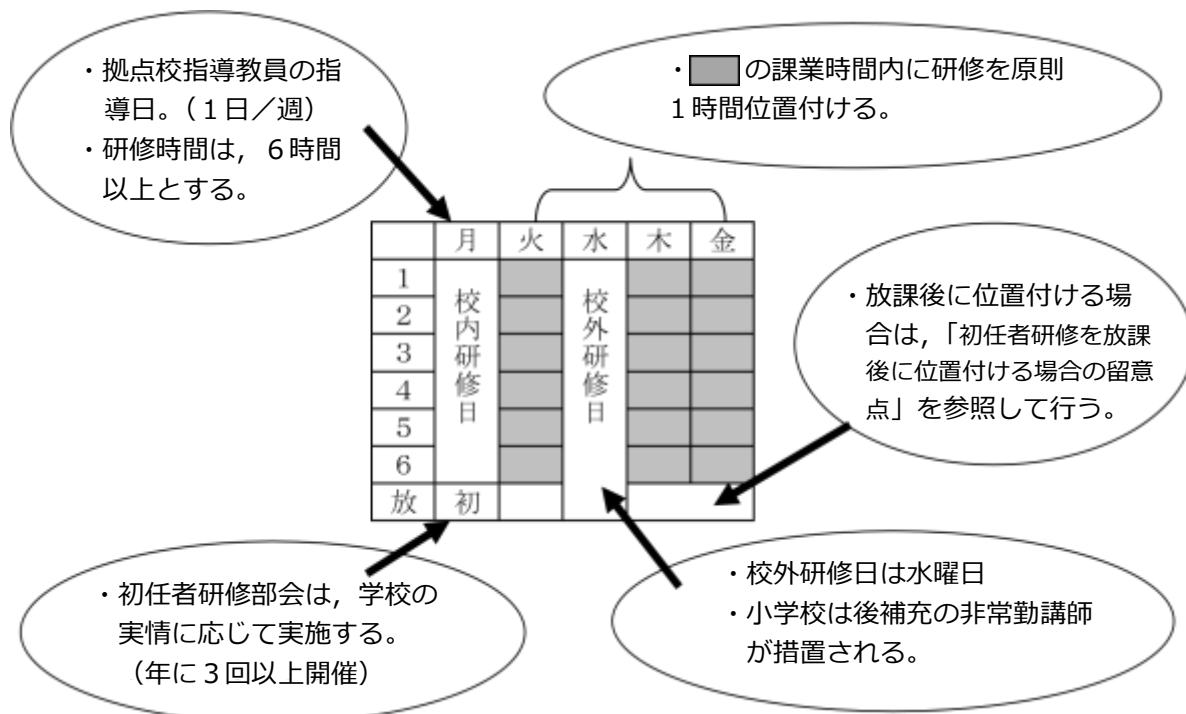 ・拠点校指導教員の指
導日。（１日／週）
・研修時間は，６時間
以上とする。
・
の課業時間内に研修を原則
１時間位置付ける。
月 火 水 木 金
1
2
3
4
5
6
放 初
校内研修日
校外研修日
・放課後に位置付ける場
合は，「初任者研修を放課
後に位置付ける場合の留意
点」を参照して行う。
・初任者研修部会は，学校の
実情に応じて実施する。
（年に３回以上開催）
・校外研修日は水曜日
・小学校は後補充の非常勤講師
が措置される。